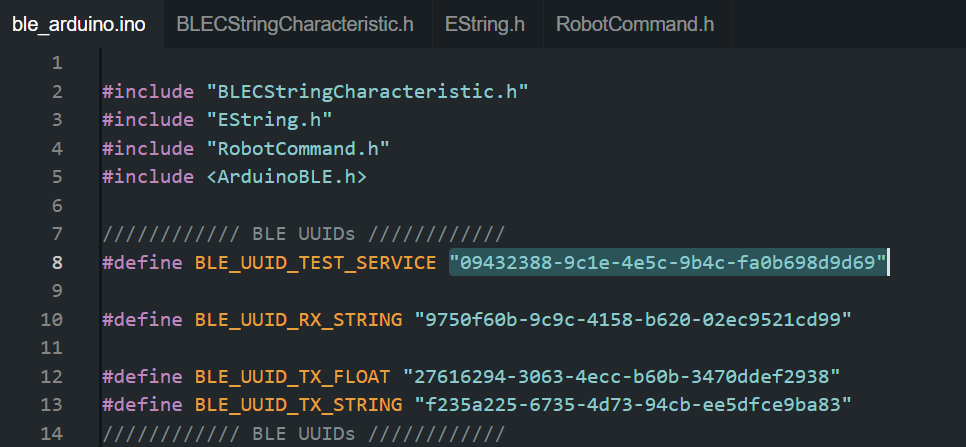 ble_arduino.ino BLECStringCharacteristic.h EString.h RobotCommand.h
1
2 #include "BLECStringCharacteristic.h"
3 #include "EString.h"
4 #include "RobotCommand.h"
5 #include <ArduinoBLE.h>
6
7 //////////// BLE UUIDs ////////////
8 #define BLE_UUID_TEST_SERVICE "09432388-9c1e-4e5c-9b4c-fa0b698d9d69"
9
10 #define BLE_UUID_RX_STRING "9750f60b-9c9c-4158-b620-02ec9521cd99"
11
12 #define BLE_UUID_TX_FLOAT "27616294-3063-4ecc-b60b-3470ddef2938"
13 #define BLE_UUID_TX_STRING "f235a225-6735-4d73-94cb-ee5dfce9ba83"
14 //////////// BLE UUIDs ////////////